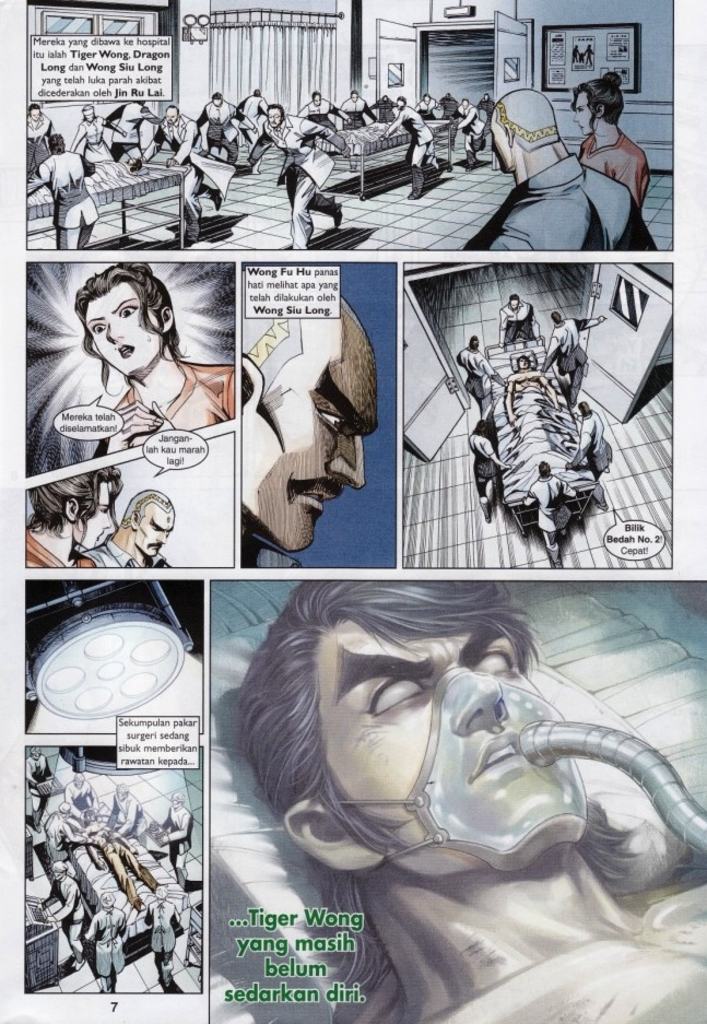 Mereka yang dibawa ke hospital
itu ialah Tiger Wong, Dragon
Long dan Wong Siu Long
yang telah luka parah akibat
dicederakan oleh Jin Ru Lai.
Mereka telah
diselamatkan!
Jangan-
lah kau marah
lagi!
Wong Fu Hu panas
hati melihat apa yang
telah dilakukan oleh
Wong Siu Long.
Bilik
Bedah No. 2!
Cepat!
Sekumpulan pakar
surgeri sedang
sibuk memberikan
rawatan kepada...
...Tiger Wong
yang masih
belum
sedarkan diri.
7